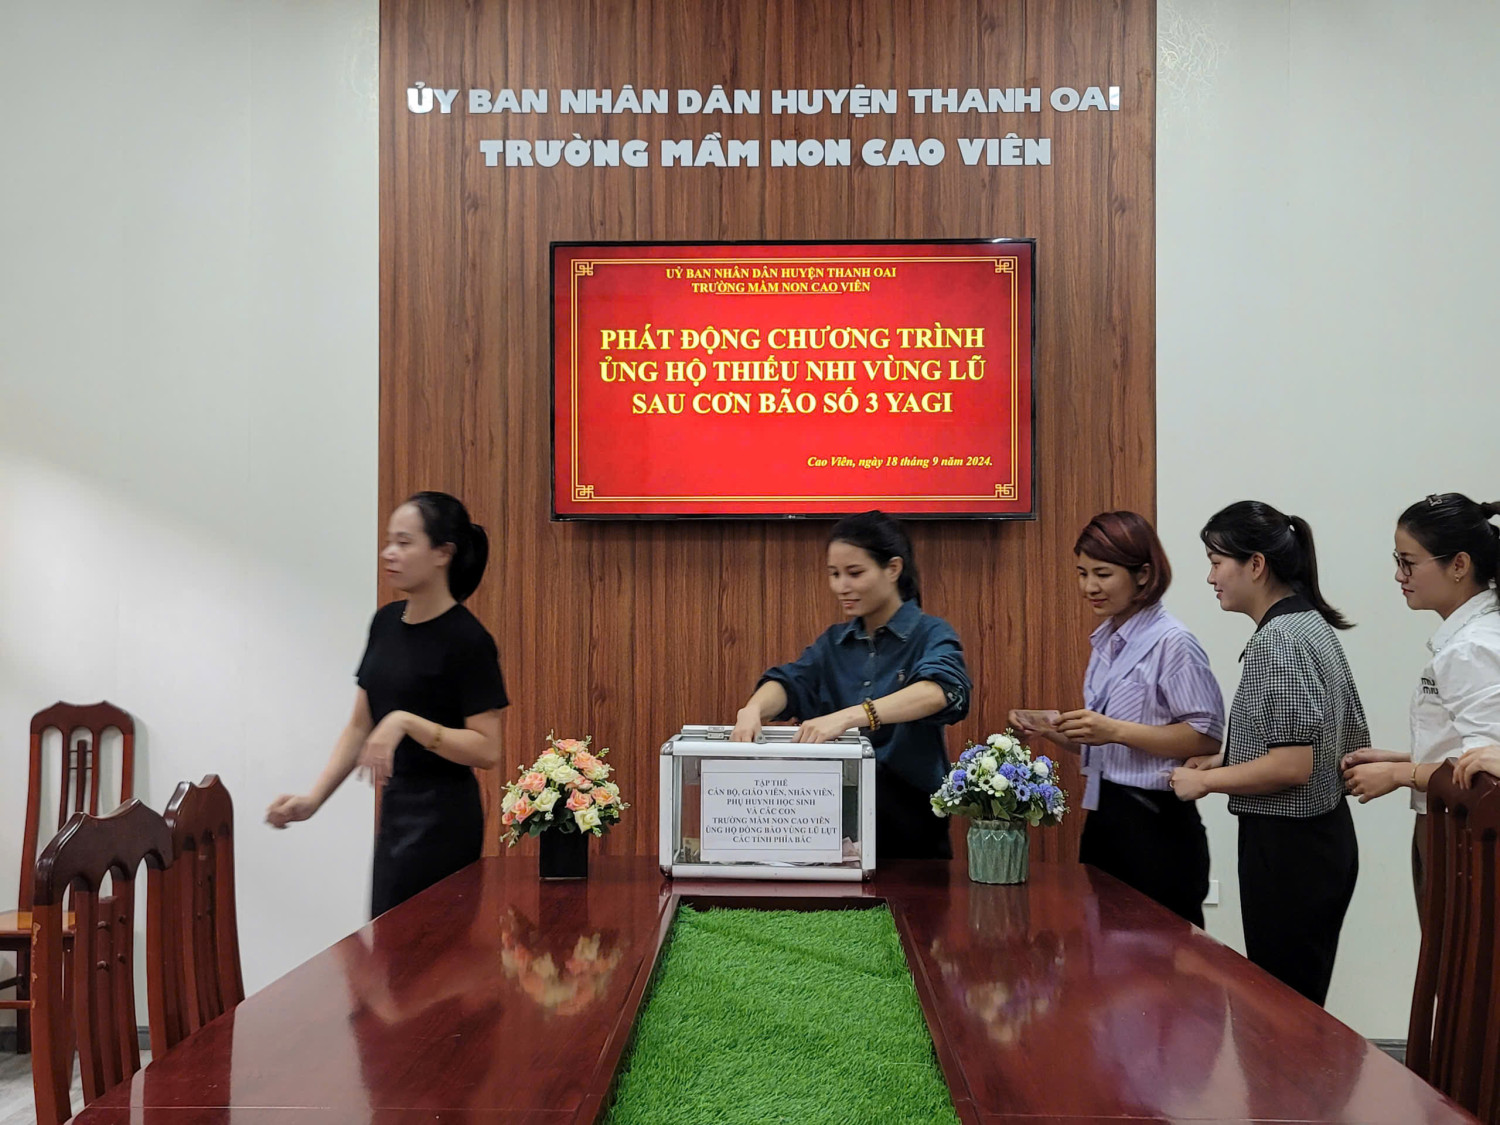 ỦY BAN NHÂN DÂN HUYỆN THANH OAI
TRƯỜNG MẦM NON CAO VIÊN
UỶ BAN NHÂN DÂN HUYỆN THANH OAI
TRƯỜNG MẦM NON CAO VIÊN
PHÁT ĐỘNG CHƯƠNG TRÌNH
ỦNG HỘ THIẾU NHI VÙNG LŨ
SAU CƠN BÃO SỐ 3 YAGI
Cao Viên, ngày 18 tháng 9 năm 2024.
TẬP THỂ
CÁN BỘ, GIÁO VIÊN, NHÂN VIÊN,
PHỤ HUYNH HỌC SINH
VÀ CÁC CON
TRƯỜNG MẦM NON CAO VIÊN
ỦNG HỘ ĐỒNG BÀO VÙNG LŨ LỤT
CÁC TỈNH PHÍA BẮC
miu
miu